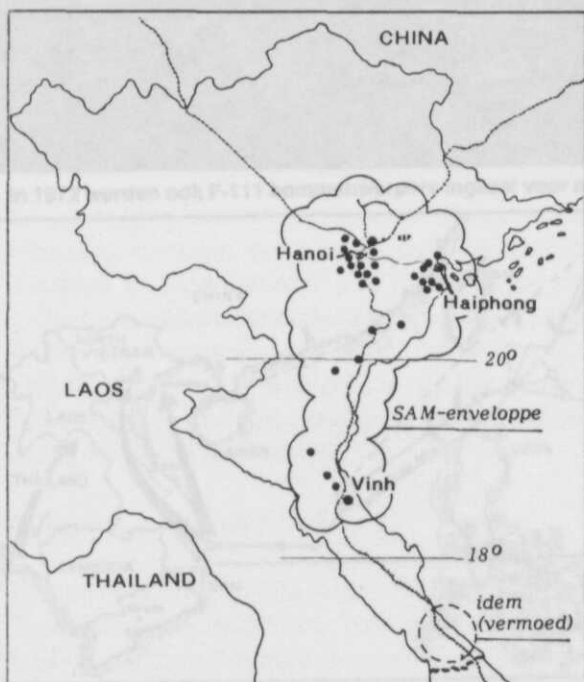 CHINA
Hanoi
Haiphong
20°
LAOS
SAM-enveloppe
Vinh
18°
THAILAND
idem
(vermoed)